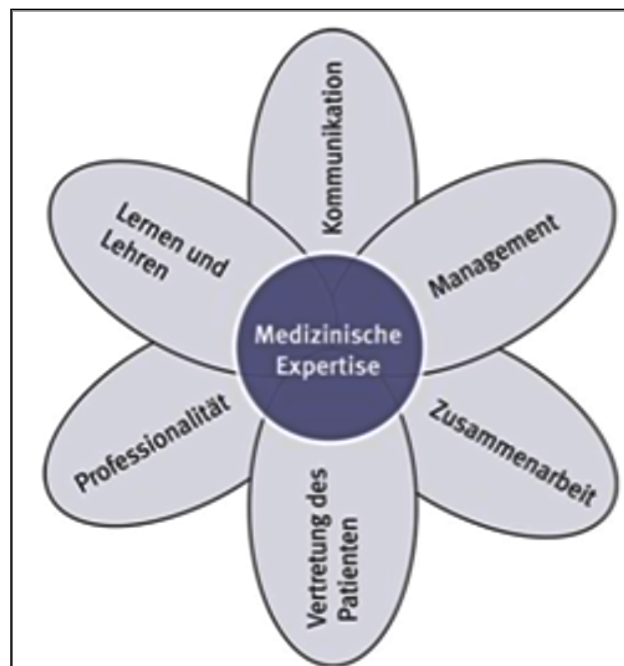 Kommunikation
Management
Zusammenarbeit
Vertretung des
Patienten
Professionalität
Lernen und
Lehren
Medizinische
Expertise